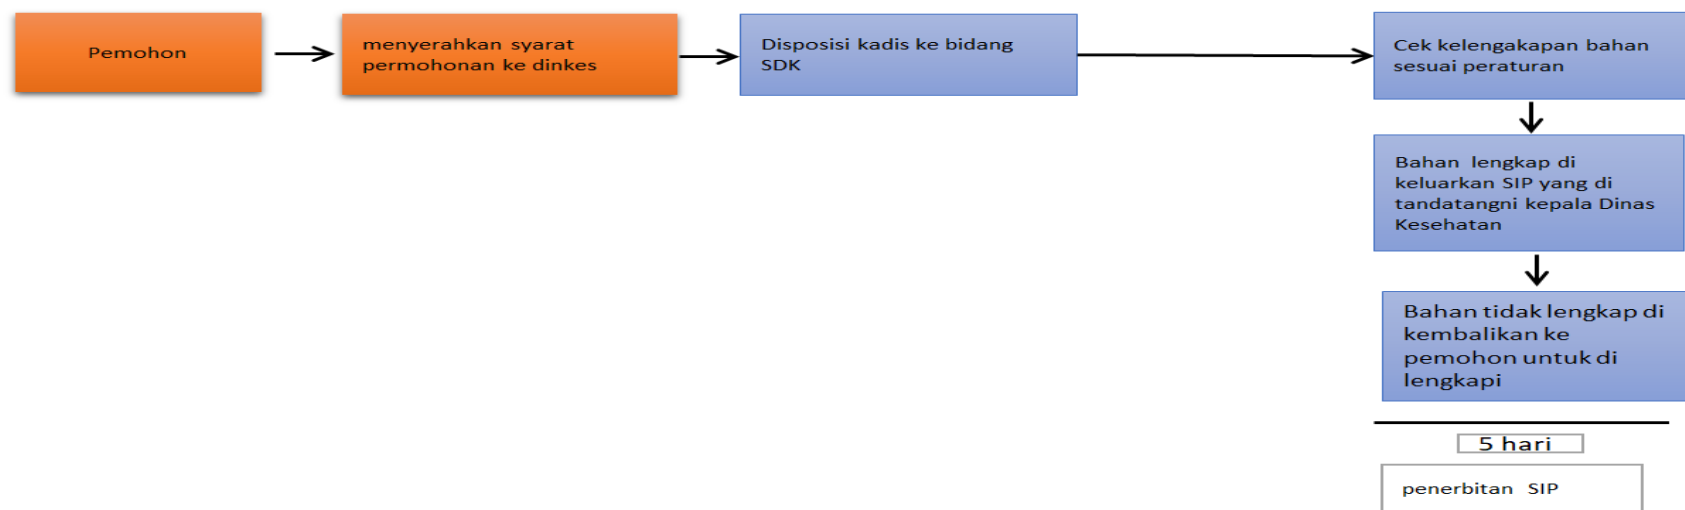 Pemohon
menyerahkan syarat
permohonan ke dinkes
Disposisi kadis ke bidang
SDK
Cek kelengakapan bahan
sesuai peraturan
Bahan lengkap di
keluarkan SIP yang di
tandatangni kepala Dinas
Kesehatan
Bahan tidak lengkap di
kembalikan ke
pemohon untuk di
lengkapi
5 hari
penerbitan SIP